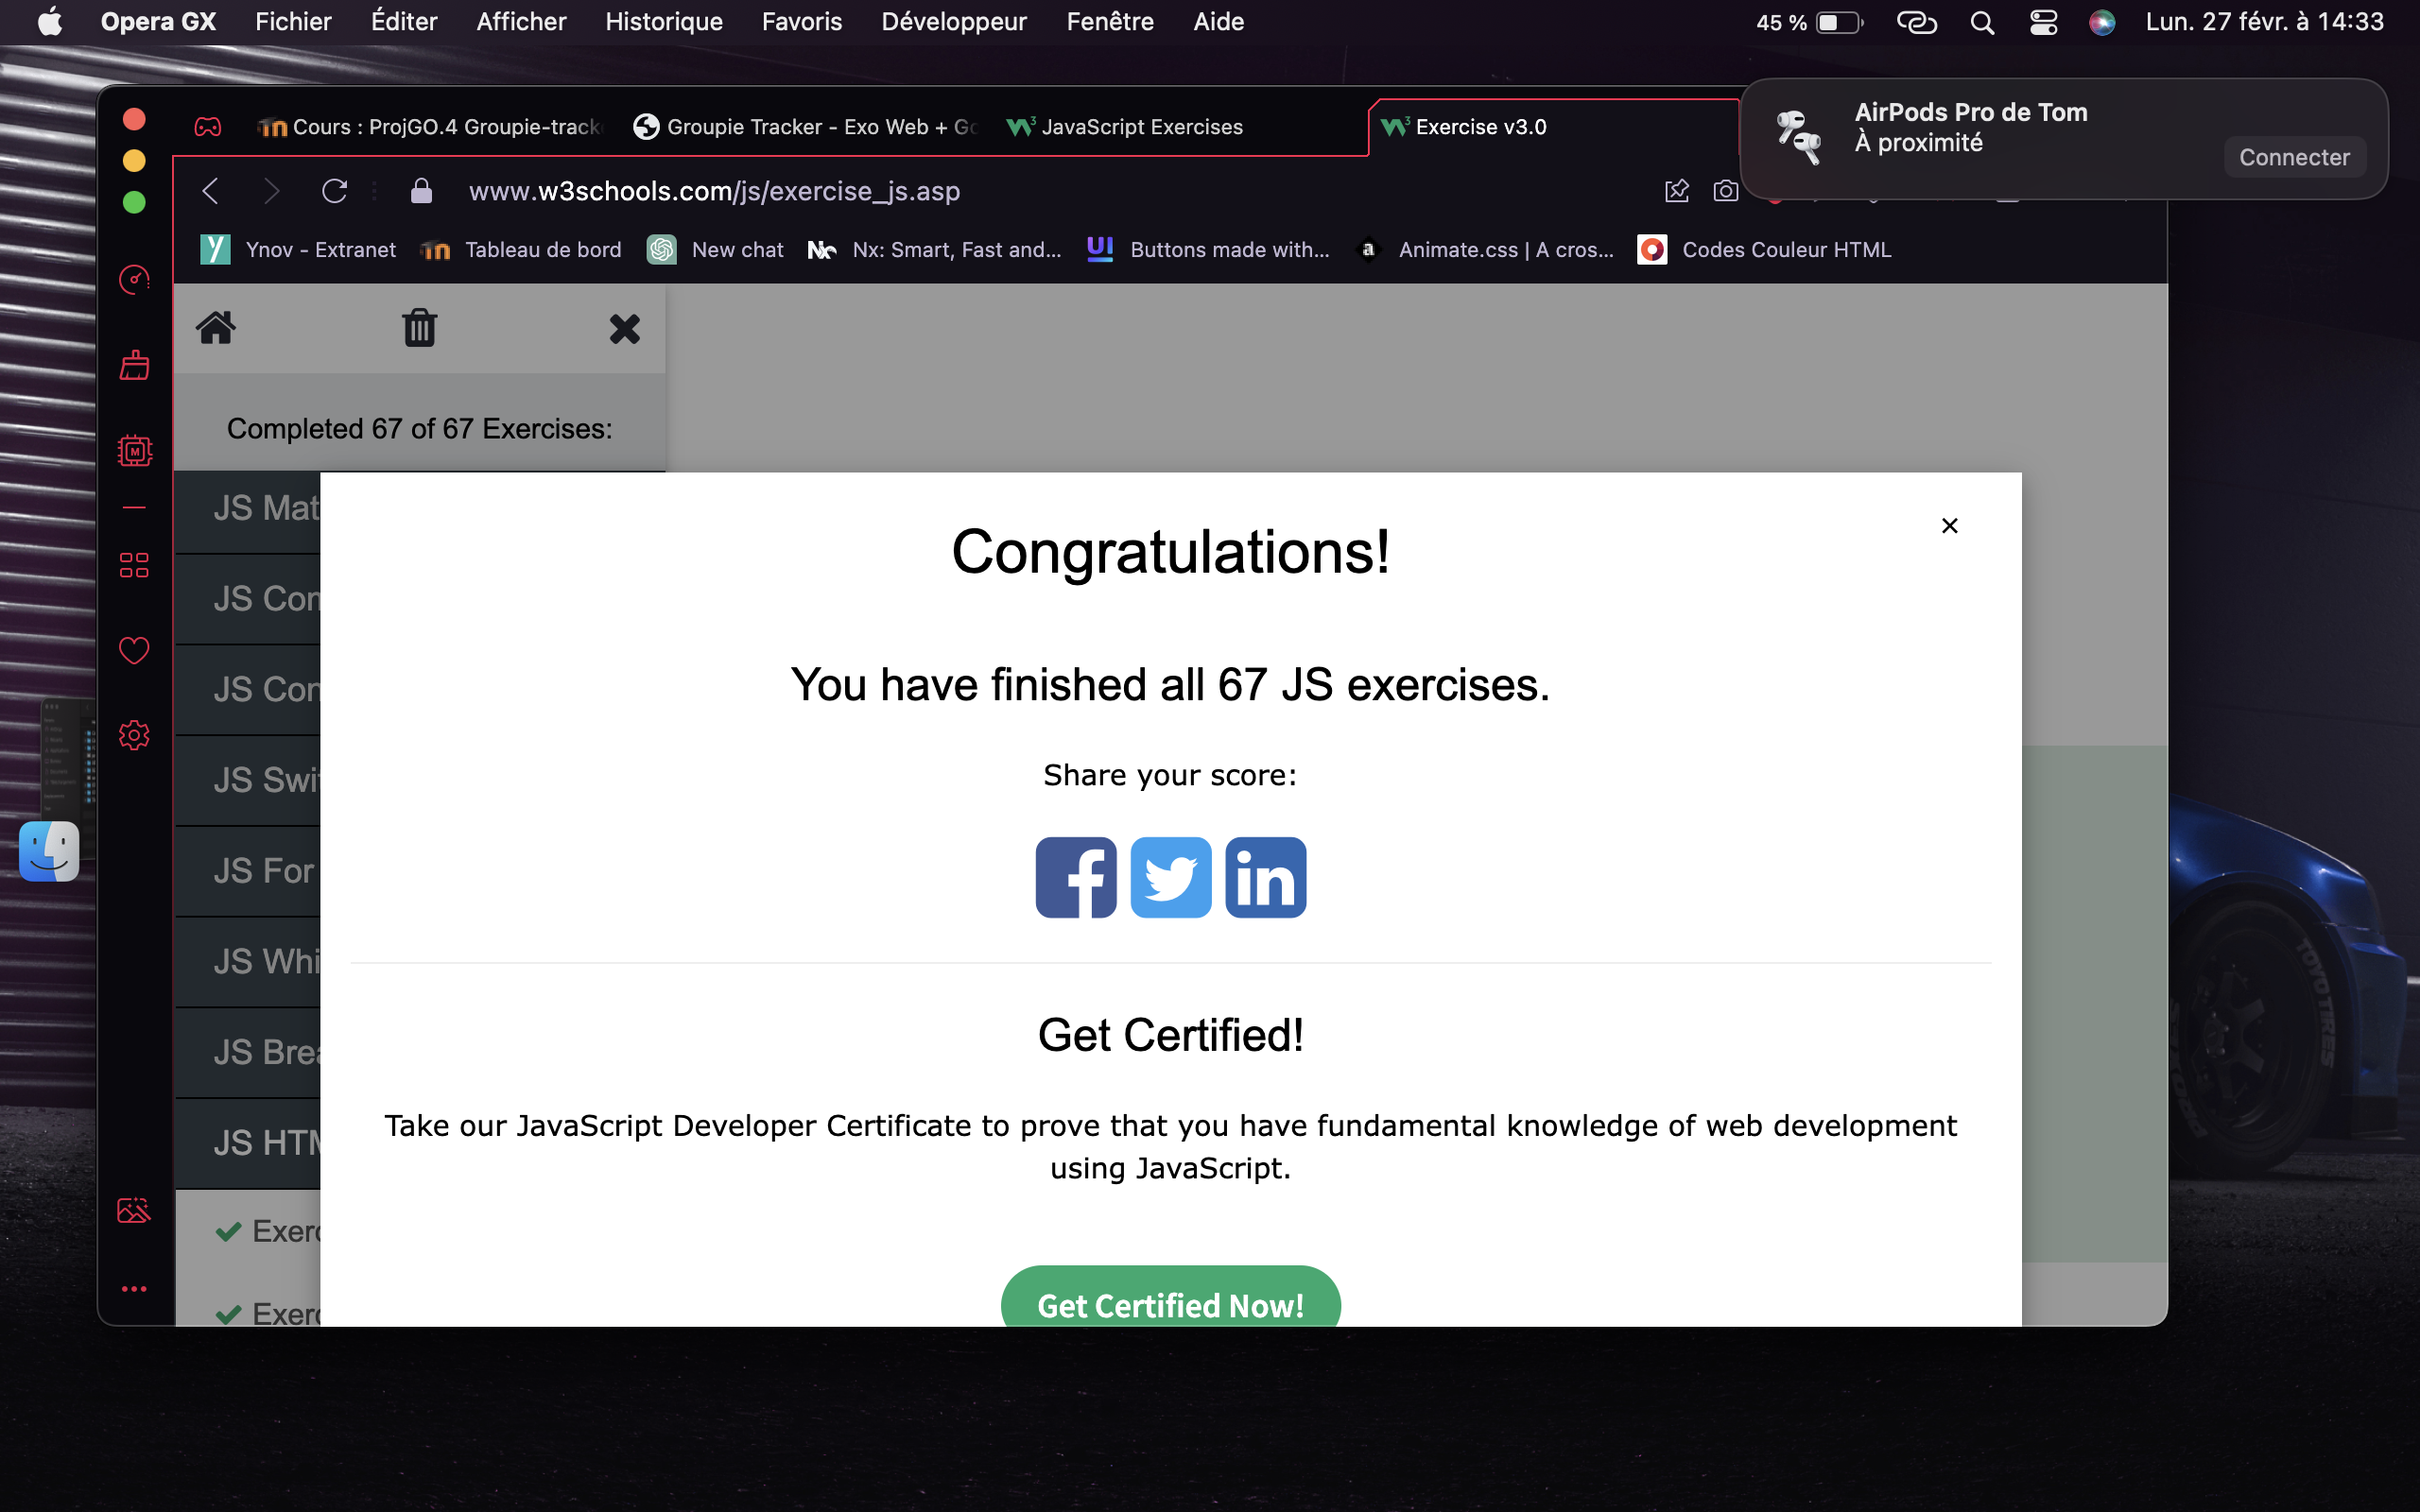 Opera GX Fichier Éditer Afficher Historique Favoris Développeur Fenêtre Aide 45 % Lun. 27 févr. à 14:33
Cours : ProjGO.4 Groupie-track Groupie Tracker - Exo Web + Go JavaScript Exercises Exercise v3.0
AirPods Pro de Tom
À proximité
Connecter
www.w3schools.com/js/exercise_js.asp
Ynov - Extranet Tableau de bord New chat Nx: Smart, Fast and... Buttons made with... Animate.css | A cros... Codes Couleur HTML
Completed 67 of 67 Exercises:
JS Mat
JS Con
JS Con
JS Swi
JS For
JS Whi
JS Brea
JS HTM
Exerc
Exerc
Congratulations!
×
You have finished all 67 JS exercises.
Share your score:
Get Certified!
Take our JavaScript Developer Certificate to prove that you have fundamental knowledge of web development
using JavaScript.
Get Certified Now!
TOYO TIRES